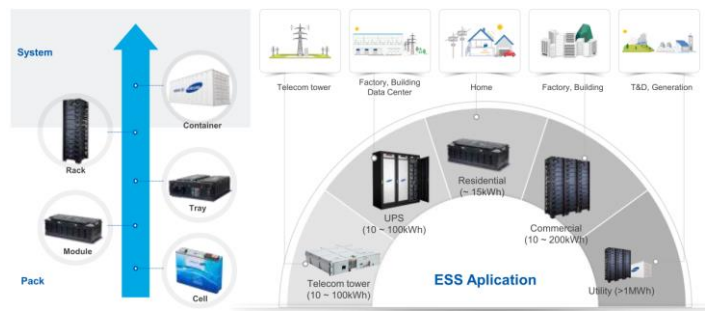 System
Container
Rack
Tray
Module
Pack
Cell
Telecom tower
Factory, Building
Data Center
Home
Factory, Building
T&D, Generation
Residential
(~ 15kWh)
UPS
(10 ~ 100kWh)
Commercial
(10 ~ 200kWh)
Telecom tower
(10 ~ 100kWh)
ESS Aplication
Utility (>1MWh)